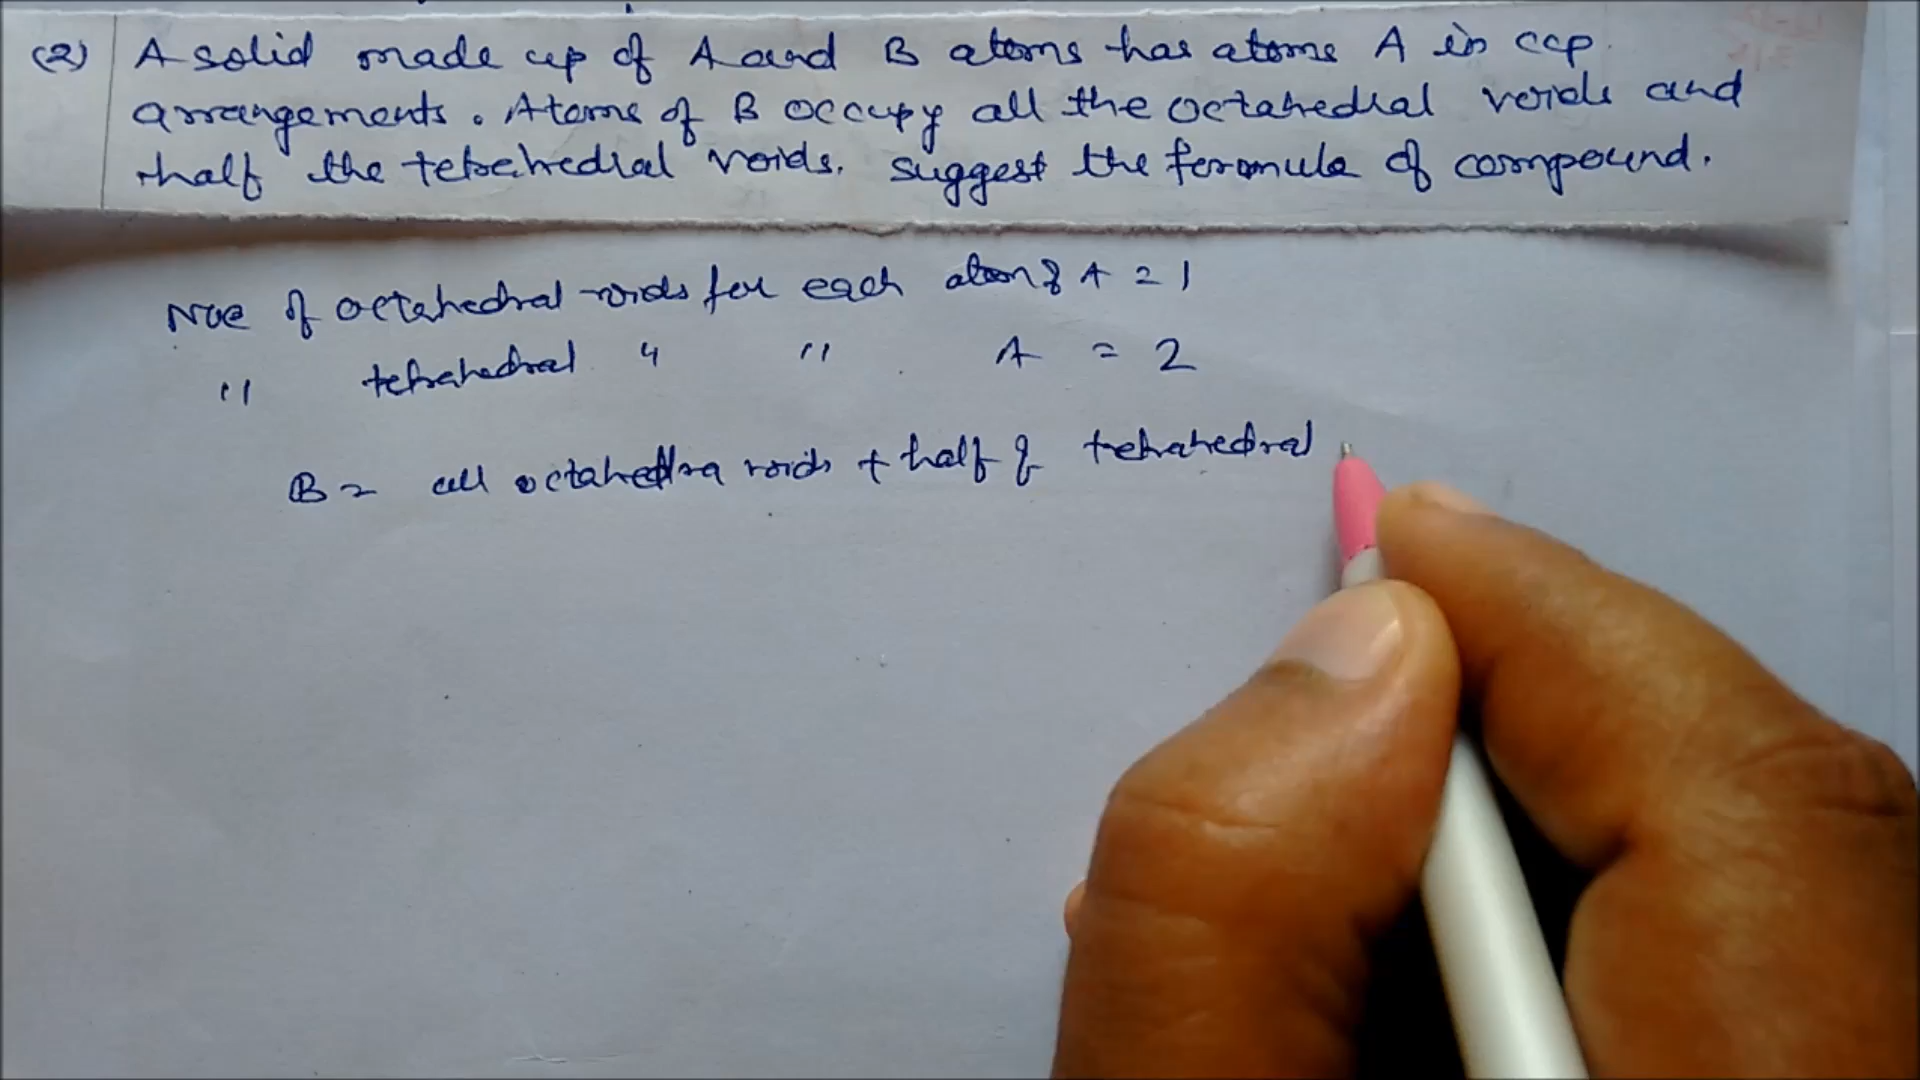 (2) A solid made up of A and B atoms has atoms A in ccp
arrangements. Atoms of B occupy all the octahedral voids and
half the tetrahedral voids. suggest the formula of compound.
Noe of octahedral voids for each atom of A = 1
" tetrahedral " " A = 2
B = all octahedra voids + half of tetrahedral